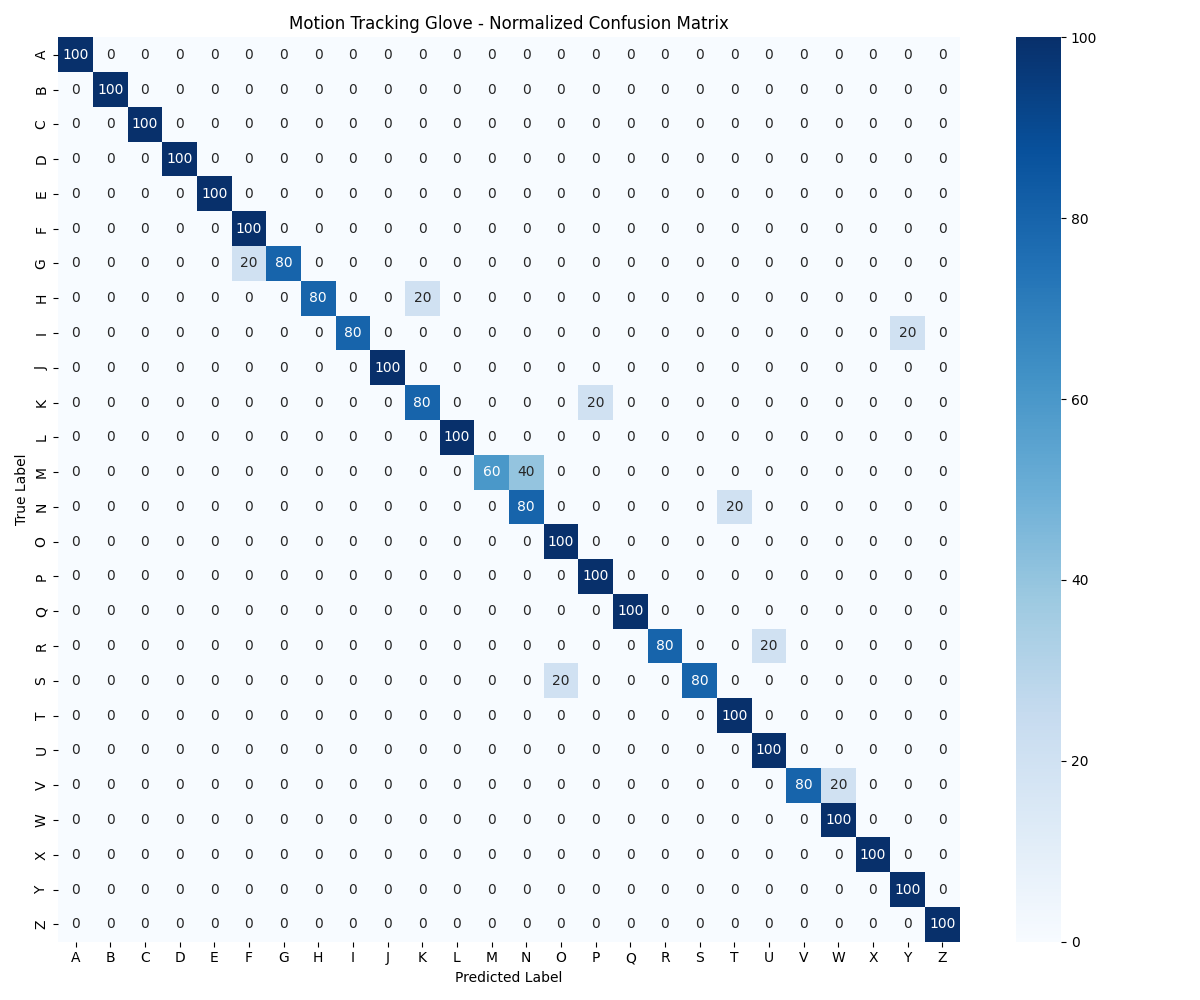 Motion Tracking Glove - Normalized Confusion Matrix
True Label
A 100 0 0 0 0 0 0 0 0 0 0 0 0 0 0 0 0 0 0 0 0 0 0 0 0 0
B 0 100 0 0 0 0 0 0 0 0 0 0 0 0 0 0 0 0 0 0 0 0 0 0 0 0
C 0 0 100 0 0 0 0 0 0 0 0 0 0 0 0 0 0 0 0 0 0 0 0 0 0 0
D 0 0 0 100 0 0 0 0 0 0 0 0 0 0 0 0 0 0 0 0 0 0 0 0 0 0
E 0 0 0 0 100 0 0 0 0 0 0 0 0 0 0 0 0 0 0 0 0 0 0 0 0 0
F 0 0 0 0 0 100 0 0 0 0 0 0 0 0 0 0 0 0 0 0 0 0 0 0 0 0
G 0 0 0 0 0 20 80 0 0 0 0 0 0 0 0 0 0 0 0 0 0 0 0 0 0 0
H 0 0 0 0 0 0 0 80 0 0 20 0 0 0 0 0 0 0 0 0 0 0 0 0 0 0
I 0 0 0 0 0 0 0 0 80 0 0 0 0 0 0 0 0 0 0 0 0 0 0 0 20 0
J 0 0 0 0 0 0 0 0 0 100 0 0 0 0 0 0 0 0 0 0 0 0 0 0 0 0
K 0 0 0 0 0 0 0 0 0 0 80 0 0 0 0 20 0 0 0 0 0 0 0 0 0 0
L 0 0 0 0 0 0 0 0 0 0 0 100 0 0 0 0 0 0 0 0 0 0 0 0 0 0
M 0 0 0 0 0 0 0 0 0 0 0 0 60 40 0 0 0 0 0 0 0 0 0 0 0 0
N 0 0 0 0 0 0 0 0 0 0 0 0 0 80 0 0 0 0 0 20 0 0 0 0 0 0
O 0 0 0 0 0 0 0 0 0 0 0 0 0 0 100 0 0 0 0 0 0 0 0 0 0 0
P 0 0 0 0 0 0 0 0 0 0 0 0 0 0 0 100 0 0 0 0 0 0 0 0 0 0
Q 0 0 0 0 0 0 0 0 0 0 0 0 0 0 0 0 100 0 0 0 0 0 0 0 0 0
R 0 0 0 0 0 0 0 0 0 0 0 0 0 0 0 0 0 80 0 0 20 0 0 0 0 0
S 0 0 0 0 0 0 0 0 0 0 0 0 0 0 20 0 0 0 80 0 0 0 0 0 0 0
T 0 0 0 0 0 0 0 0 0 0 0 0 0 0 0 0 0 0 0 100 0 0 0 0 0 0
U 0 0 0 0 0 0 0 0 0 0 0 0 0 0 0 0 0 0 0 0 100 0 0 0 0 0
V 0 0 0 0 0 0 0 0 0 0 0 0 0 0 0 0 0 0 0 0 0 80 20 0 0 0
W 0 0 0 0 0 0 0 0 0 0 0 0 0 0 0 0 0 0 0 0 0 0 100 0 0 0
X 0 0 0 0 0 0 0 0 0 0 0 0 0 0 0 0 0 0 0 0 0 0 0 100 0 0
Y 0 0 0 0 0 0 0 0 0 0 0 0 0 0 0 0 0 0 0 0 0 0 0 0 100 0
Z 0 0 0 0 0 0 0 0 0 0 0 0 0 0 0 0 0 0 0 0 0 0 0 0 0 100
A B C D E F G H I J K L M N O P Q R S T U V W X Y Z
Predicted Label
100
80
60
40
20
0